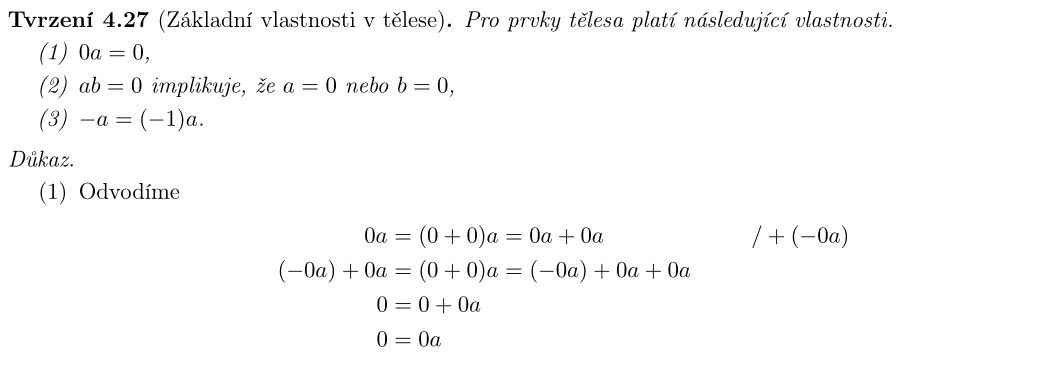 Tvrzení 4.27 (Základní vlastnosti v tělese). Pro prvky tělesa platí následující vlastnosti.
(1) 0a = 0,
(2) ab = 0 implikuje, že a = 0 nebo b = 0,
(3) −a = (−1)a.
Důkaz.
(1) Odvodíme
0a = (0 + 0)a = 0a + 0a / + (−0a)
(−0a) + 0a = (0 + 0)a = (−0a) + 0a + 0a
0 = 0 + 0a
0 = 0a